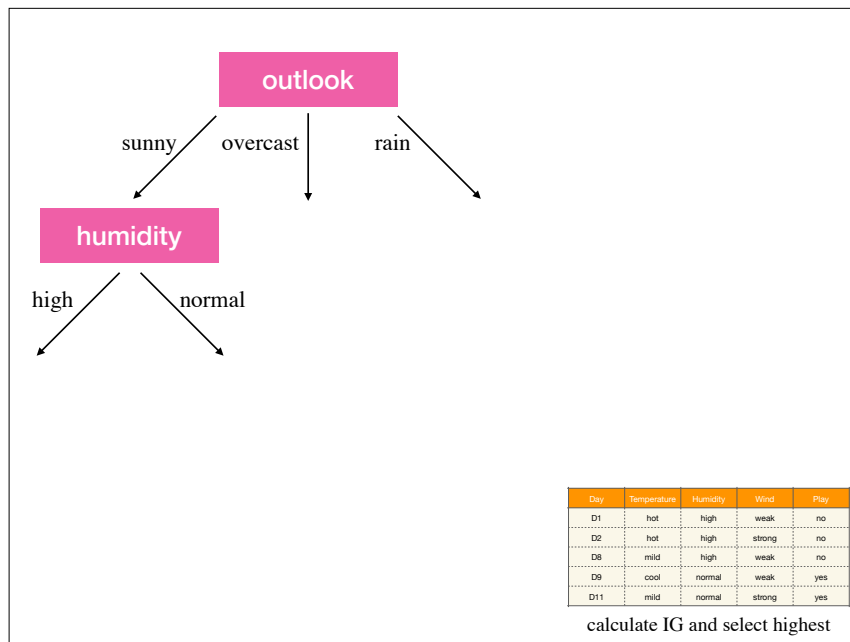 outlook
sunny overcast rain
humidity
high normal
Day Temperature Humidity Wind Play
D1 hot high weak no
D2 hot high strong no
D8 mild high weak no
D9 cool normal weak yes
D11 mild normal strong yes
calculate IG and select highest